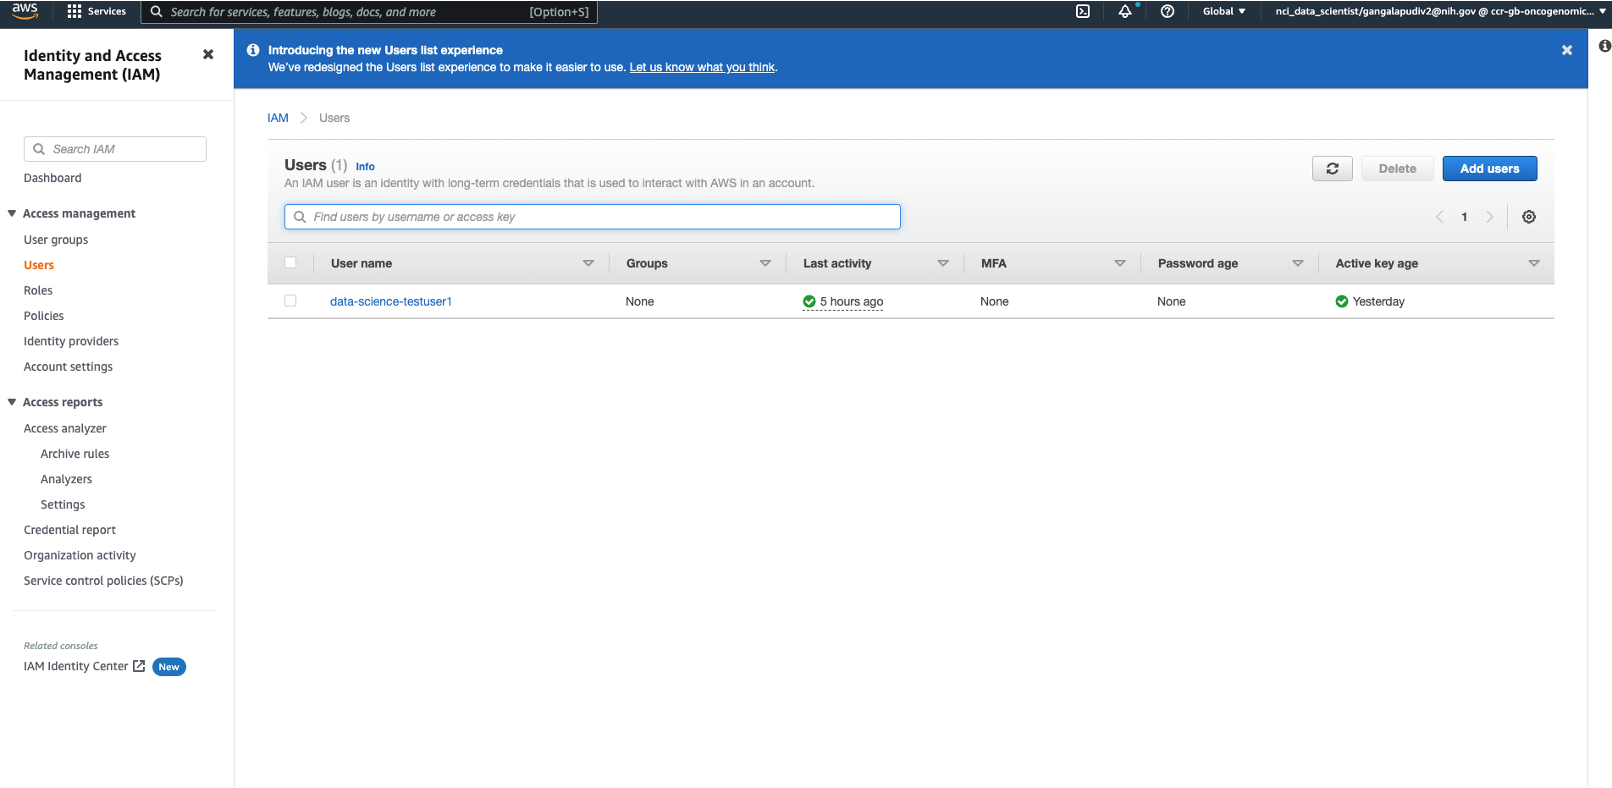 aws
Services
Search for services, features, blogs, docs, and more
[Option+S]
Global
nci_data_scientist/gangalapudiv2@nih.gov @ ccr-gb-oncogenomic...
Identity and Access
Management (IAM)
Search IAM
Dashboard
Access management
User groups
Users
Roles
Policies
Identity providers
Account settings
Access reports
Access analyzer
Archive rules
Analyzers
Settings
Credential report
Organization activity
Service control policies (SCPs)
Related consoles
IAM Identity Center New
Introducing the new Users list experience
We've redesigned the Users list experience to make it easier to use. Let us know what you think.
IAM Users
Users (1) Info
An IAM user is an identity with long-term credentials that is used to interact with AWS in an account.
Delete
Add users
Find users by username or access key
1
User name Groups Last activity MFA Password age Active key age
data-science-testuser1 None 5 hours ago None None Yesterday